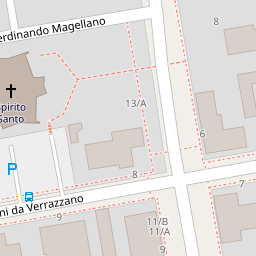 erdinando Magellano
8
13/A
pirito
Santo
6
P
8
7
ni da Verrazzano
9
11/B
11/A
9